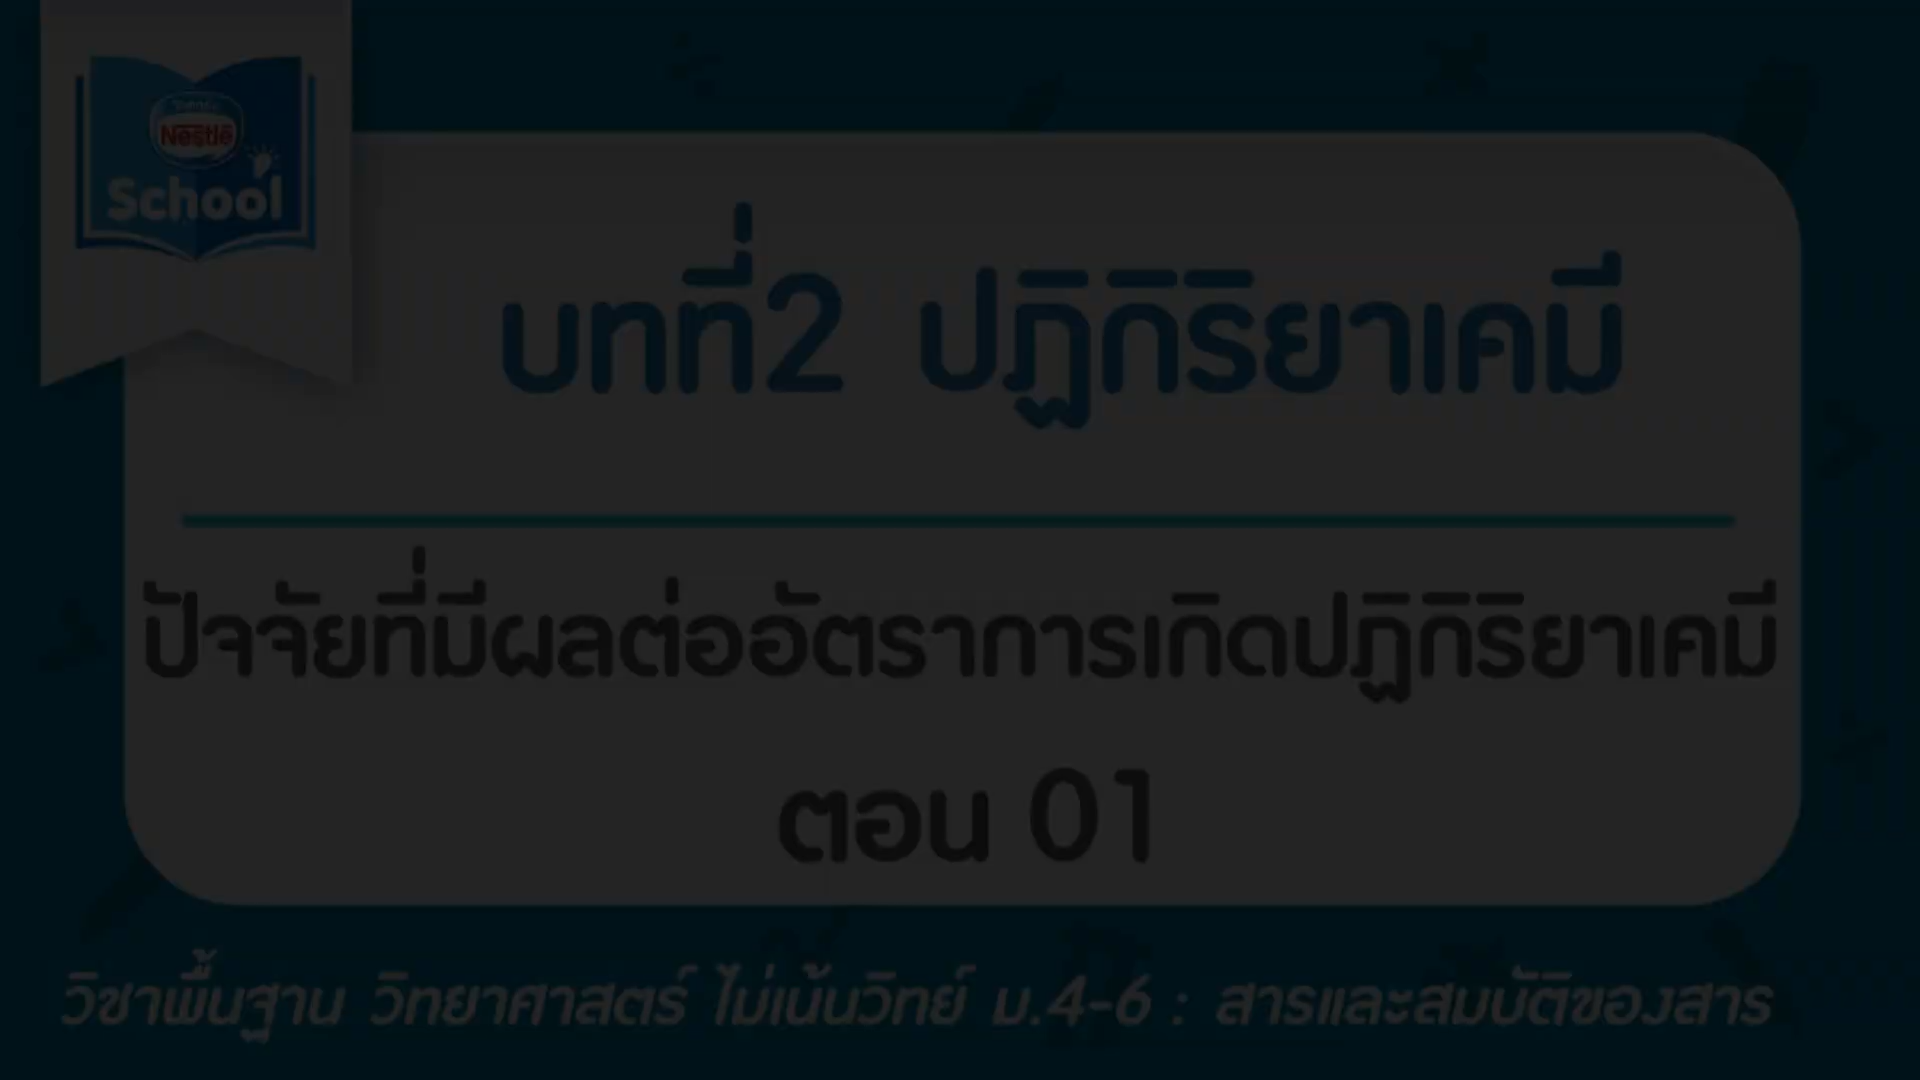 Nestlé
School
บทที่2 ปฏิกิริยาเคมี
ปัจจัยที่มีผลต่ออัตราการเกิดปฏิกิริยาเคมี
ตอน 01
วิชาพื้นฐาน วิทยาศาสตร์ ไม่เน้นวิทย์ ม.4-6 : สารและสมบัติของสาร